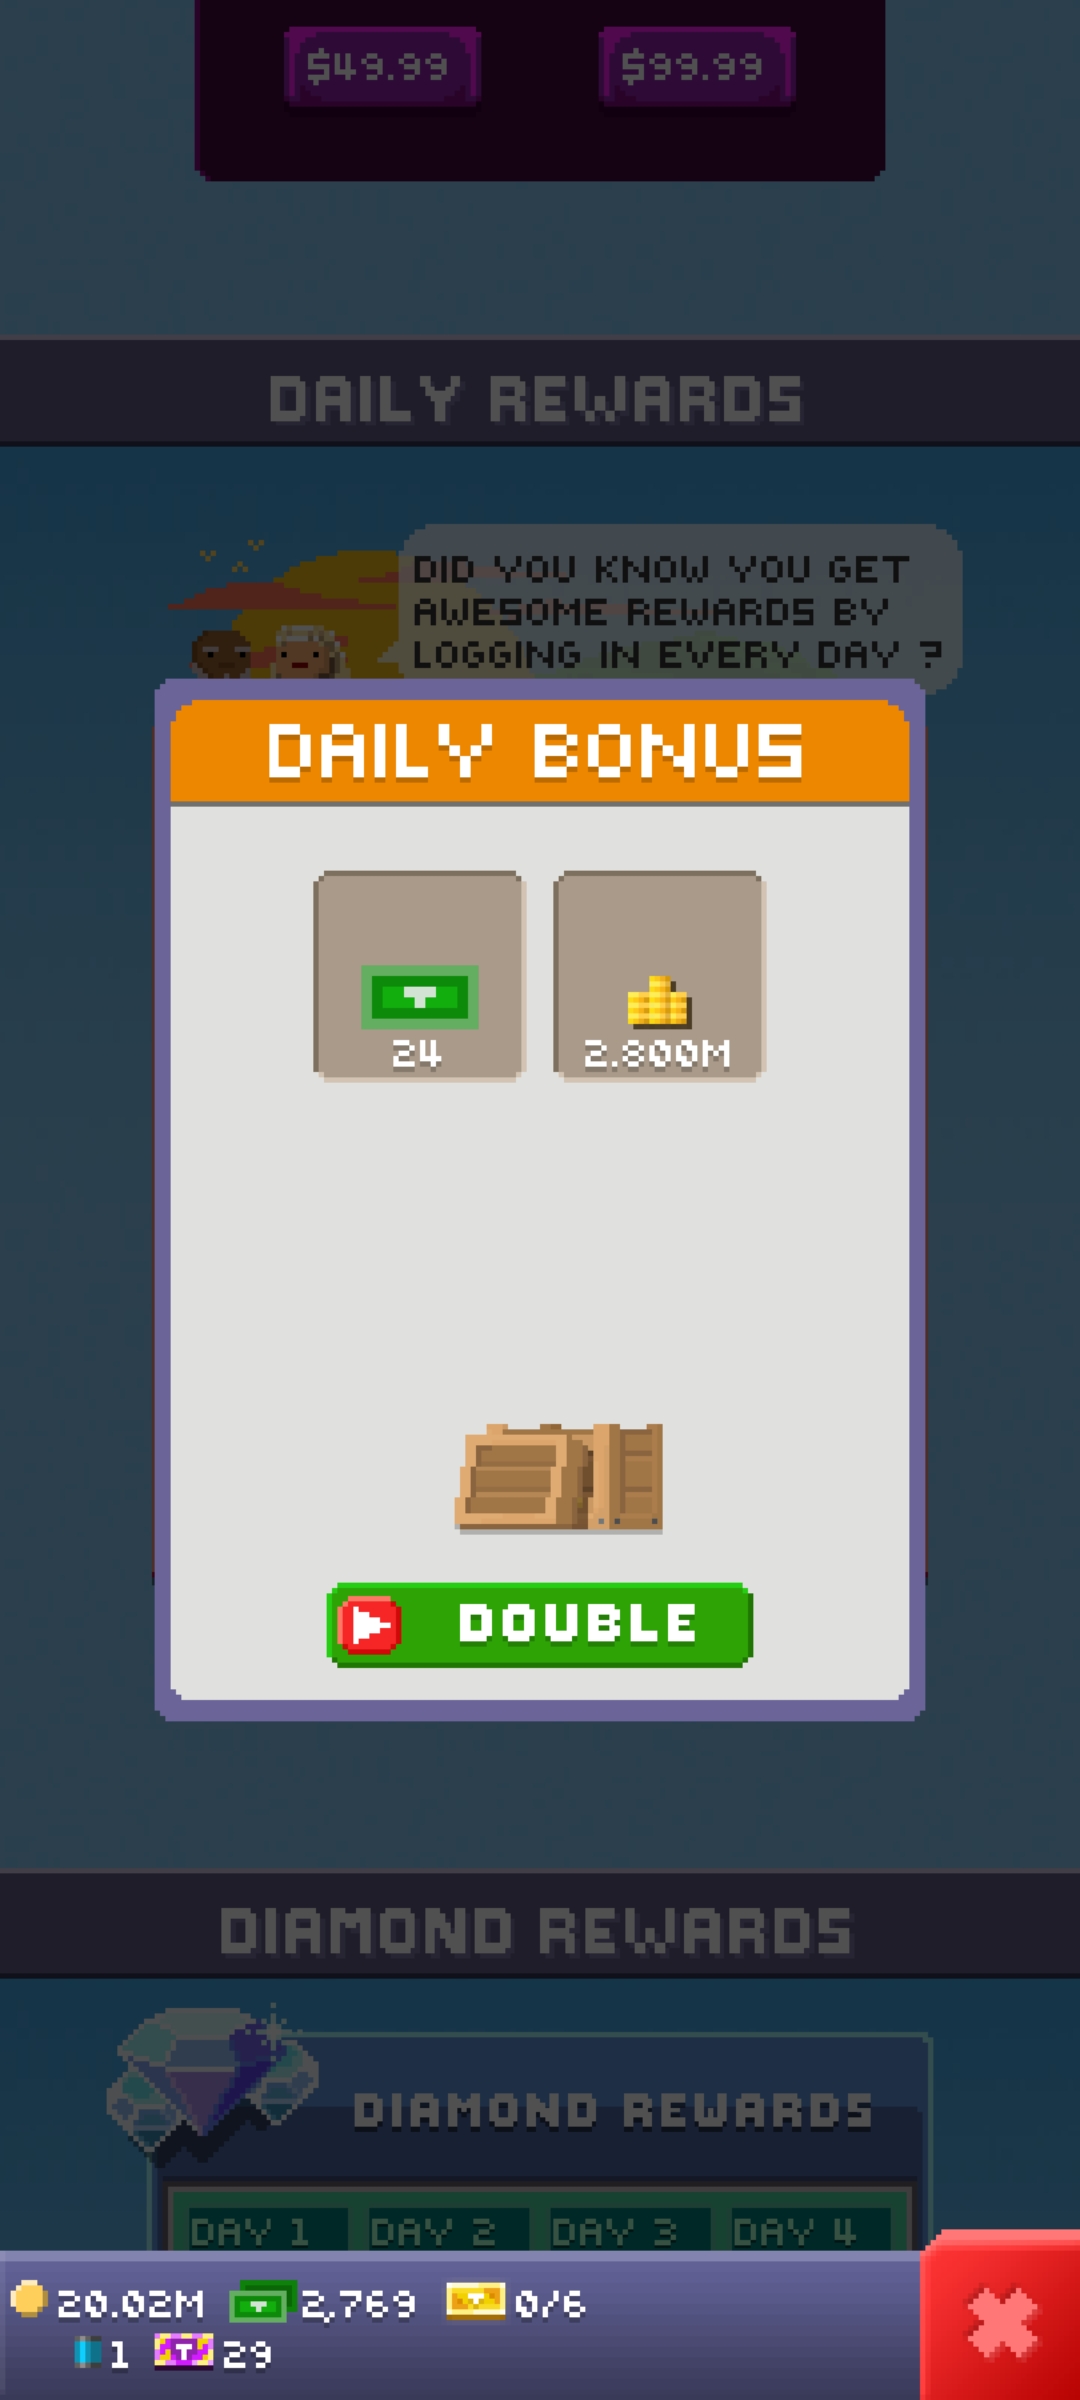 $49.99 $99.99
DAILY REWARDS
DID YOU KNOW YOU GET
AWESOME REWARDS BY
LOGGING IN EVERY DAY ?
DAILY BONUS
24 2.800M
DOUBLE
DIAMOND REWARDS
DIAMOND REWARDS
DAY 1 DAY 2 DAY 3 DAY 4
20.02M 2,769 0/6
1 29